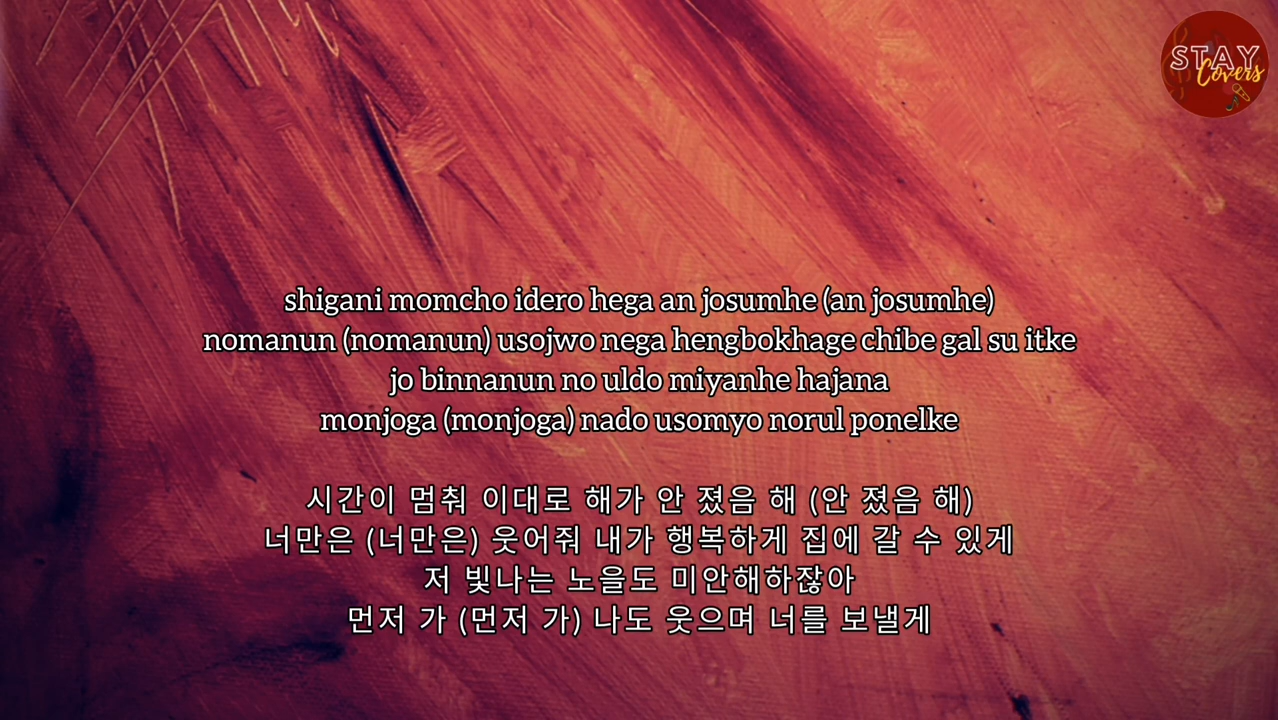 STAY
Covers
shigani momcho idero hega an josumhe (an josumhe)
nomanun (nomanun) usojwo nega hengbokhage chibe gal su itke
jo binnanun no uldo miyanhe hajana
monjoga (monjoga) nado usomyo norul ponelke
시간이 멈춰 이대로 해가 안 졌음 해 (안 졌음 해)
너만은 (너만은) 웃어줘 내가 행복하게 집에 갈 수 있게
저 빛나는 노을도 미안해하잖아
먼저 가 (먼저 가) 나도 웃으며 너를 보낼게